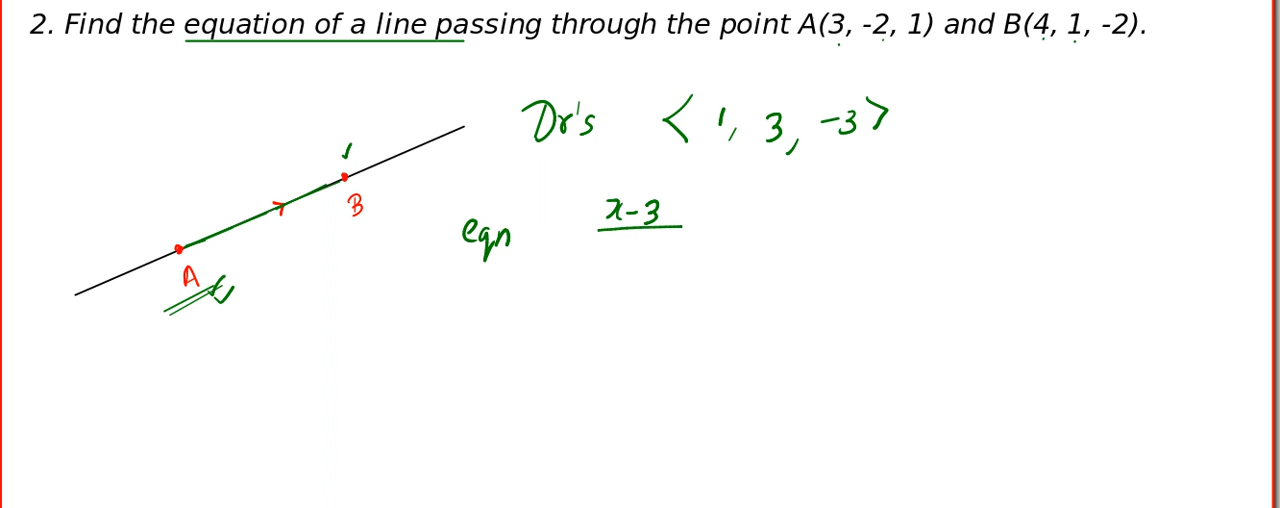 2. Find the equation of a line passing through the point A(3, -2, 1) and B(4, 1, -2).
Dr's < 1, 3, -3>
B
eqn x-3
A